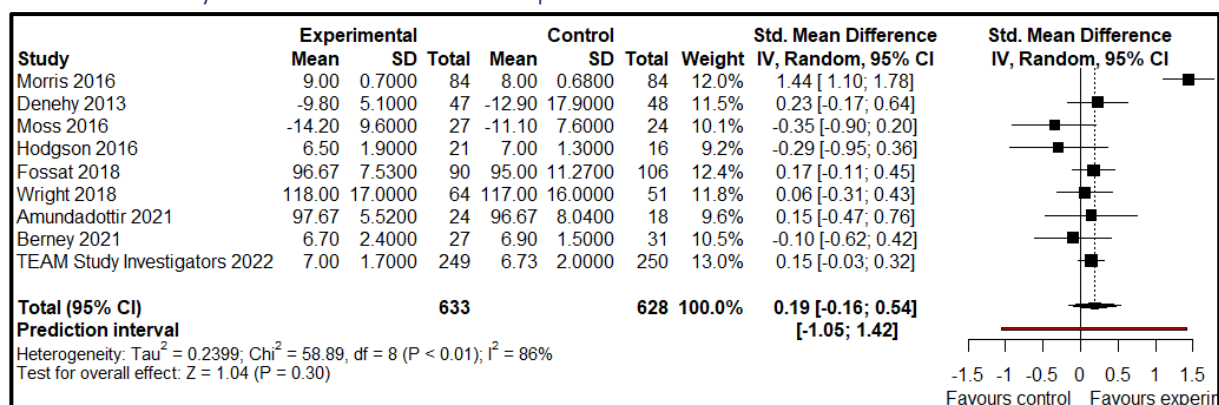 Experimental Control Std. Mean Difference Std. Mean Difference
Study Mean SD Total Mean SD Total Weight IV, Random, 95% CI IV, Random, 95% CI
Morris 2016 9.00 0.7000 84 8.00 0.6800 84 12.0% 1.44 [ 1.10; 1.78]
Denehy 2013 -9.80 5.1000 47 -12.90 17.9000 48 11.5% 0.23 [-0.17; 0.64]
Moss 2016 -14.20 9.6000 27 -11.10 7.6000 24 10.1% -0.35 [-0.90; 0.20]
Hodgson 2016 6.50 1.9000 21 7.00 1.3000 16 9.2% -0.29 [-0.95; 0.36]
Fossat 2018 96.67 7.5300 90 95.00 11.2700 106 12.4% 0.17 [-0.11; 0.45]
Wright 2018 118.00 17.0000 64 117.00 16.0000 51 11.8% 0.06 [-0.31; 0.43]
Amundadottir 2021 97.67 5.5200 24 96.67 8.0400 18 9.6% 0.15 [-0.47; 0.76]
Berney 2021 6.70 2.4000 27 6.90 1.5000 31 10.5% -0.10 [-0.62; 0.42]
TEAM Study Investigators 2022 7.00 1.7000 249 6.73 2.0000 250 13.0% 0.15 [-0.03; 0.32]
Total (95% CI) 633 628 100.0% 0.19 [-0.16; 0.54]
Prediction interval [-1.05; 1.42]
Heterogeneity: Tau² = 0.2399; Chi² = 58.89, df = 8 (P < 0.01); I² = 86%
Test for overall effect: Z = 1.04 (P = 0.30)
-1.5 -1 -0.5 0 0.5 1 1.5
Favours control Favours experin